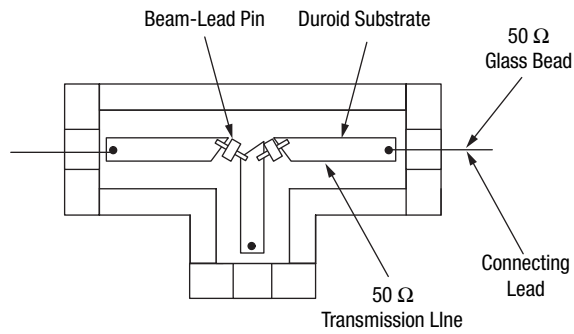 Beam-Lead Pin
Duroid Substrate
50 Ω
Glass Bead
Connecting
Lead
50 Ω
Transmission LIne